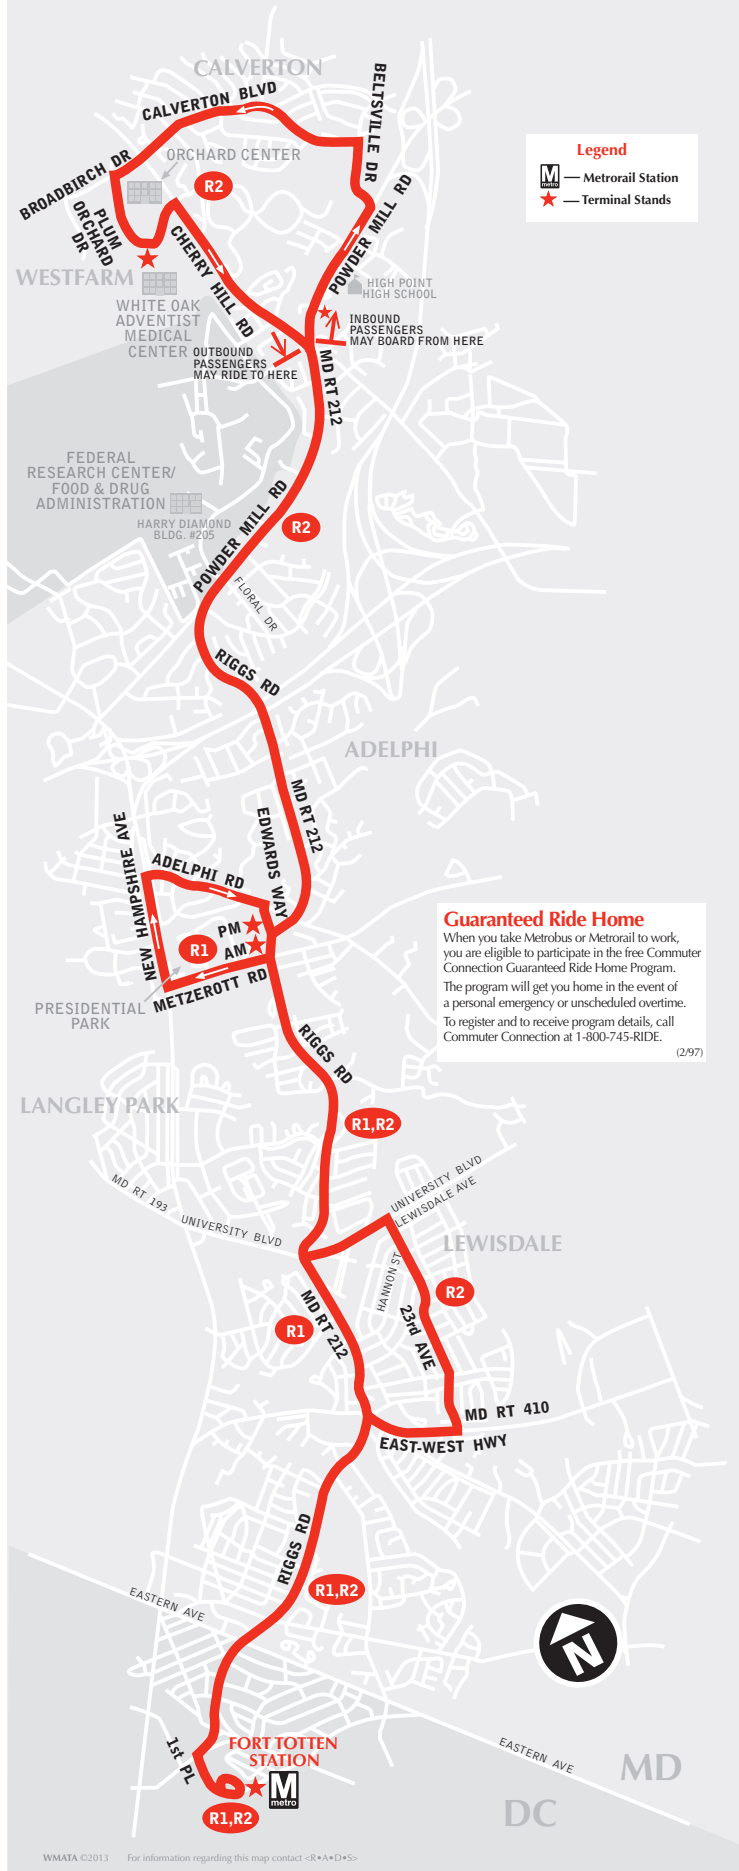 CALVERTON
BELTSVILLE DR
CALVERTON BLVD
Legend
M
metro
— Metrorail Station
— Terminal Stands
ORCHARD CENTER
BROADBIRCH DR
R2
POWDER MILL RD
PLUM
ORCHARD
DR
CHERRY HILL RD
WESTFARM
HIGH POINT
HIGH SCHOOL
WHITE OAK
ADVENTIST
MEDICAL
CENTER
INBOUND
PASSENGERS
MAY BOARD FROM HERE
OUTBOUND
PASSENGERS
MAY RIDE TO HERE
MD RT 212
FEDERAL
RESEARCH CENTER/
FOOD & DRUG
ADMINISTRATION
HARRY DIAMOND
BLDG. #205
POWDER MILL RD
R2
FLORAL DR
RIGGS RD
ADELPHI
MD RT 212
EDWARDS WAY
NEW HAMPSHIRE AVE
ADELPHI RD
PM
AM
R1
METZEROTT RD
PRESIDENTIAL
PARK
Guaranteed Ride Home
When you take Metrobus or Metrorail to work,
you are eligible to participate in the free Commuter
Connection Guaranteed Ride Home Program.
The program will get you home in the event of
a personal emergency or unscheduled overtime.
To register and to receive program details, call
Commuter Connection at 1-800-745-RIDE.
(2/97)
RIGGS RD
LANGLEY PARK
R1,R2
MD RT 193
UNIVERSITY BLVD
UNIVERSITY BLVD
LEWISDALE AVE
LEWISDALE
HANNON ST
R2
R1
MD RT 212
23rd AVE
MD RT 410
EAST-WEST HWY
RIGGS RD
R1,R2
EASTERN AVE
N
1st PL
FORT TOTTEN
STATION
M
metro
R1,R2
EASTERN AVE
MD
DC
WMATA ©2013
For information regarding this map contact <R•A•D•S>